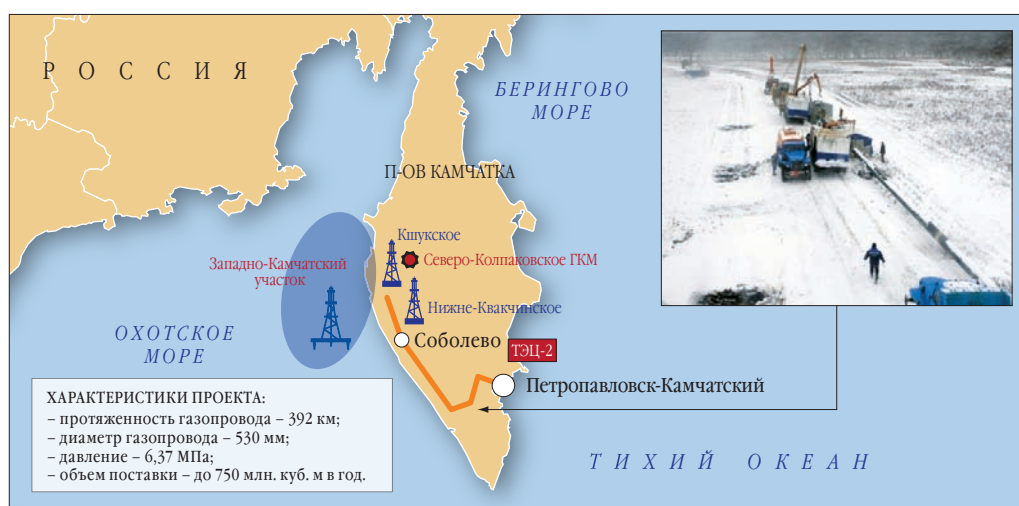 Р О С С И Я
БЕРИНГОВО
МОРЕ
П-ОВ КАМЧАТКА
Кшукское
Северо-Колпаковское ГКМ
Западно-Камчатский
участок
Нижне-Квакчинское
ОХОТСКОЕ
МОРЕ
Соболево
ТЭЦ-2
Петропавловск-Камчатский
ХАРАКТЕРИСТИКИ ПРОЕКТА:
– протяженность газопровода – 392 км;
– диаметр газопровода – 530 мм;
– давление – 6,37 МПа;
– объем поставки – до 750 млн. куб. м в год.
Т И Х И Й О К Е А Н